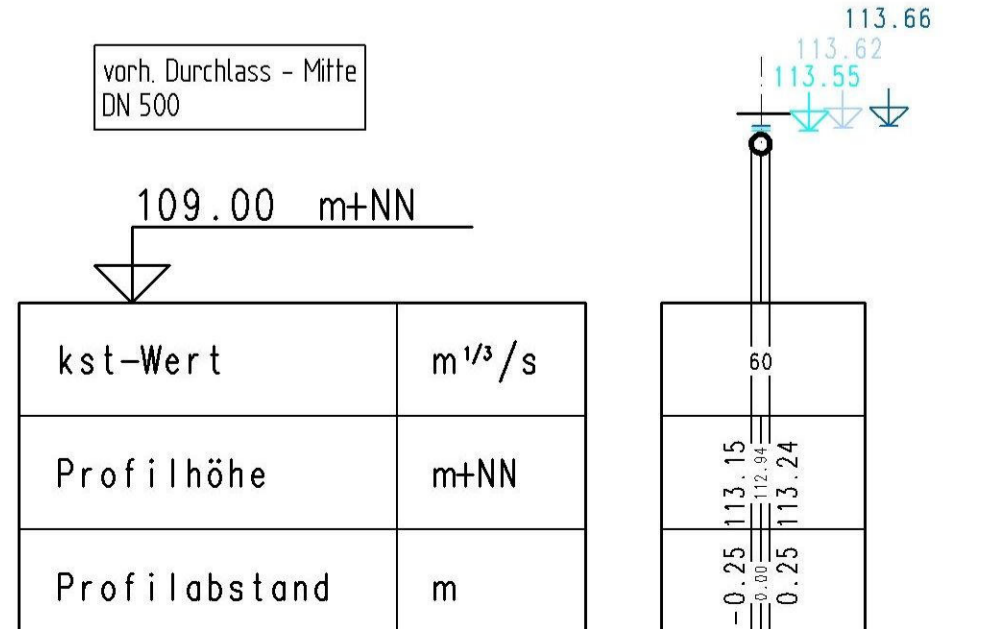 113.66
113.62
113.55
vorh. Durchlass - Mitte
DN 500
109.00 m+NN
kst-Wert m¹/³/s
60
Profilhöhe m+NN
113.15 112.94 113.24
Profilabstand m
-0.25 0.00 0.25